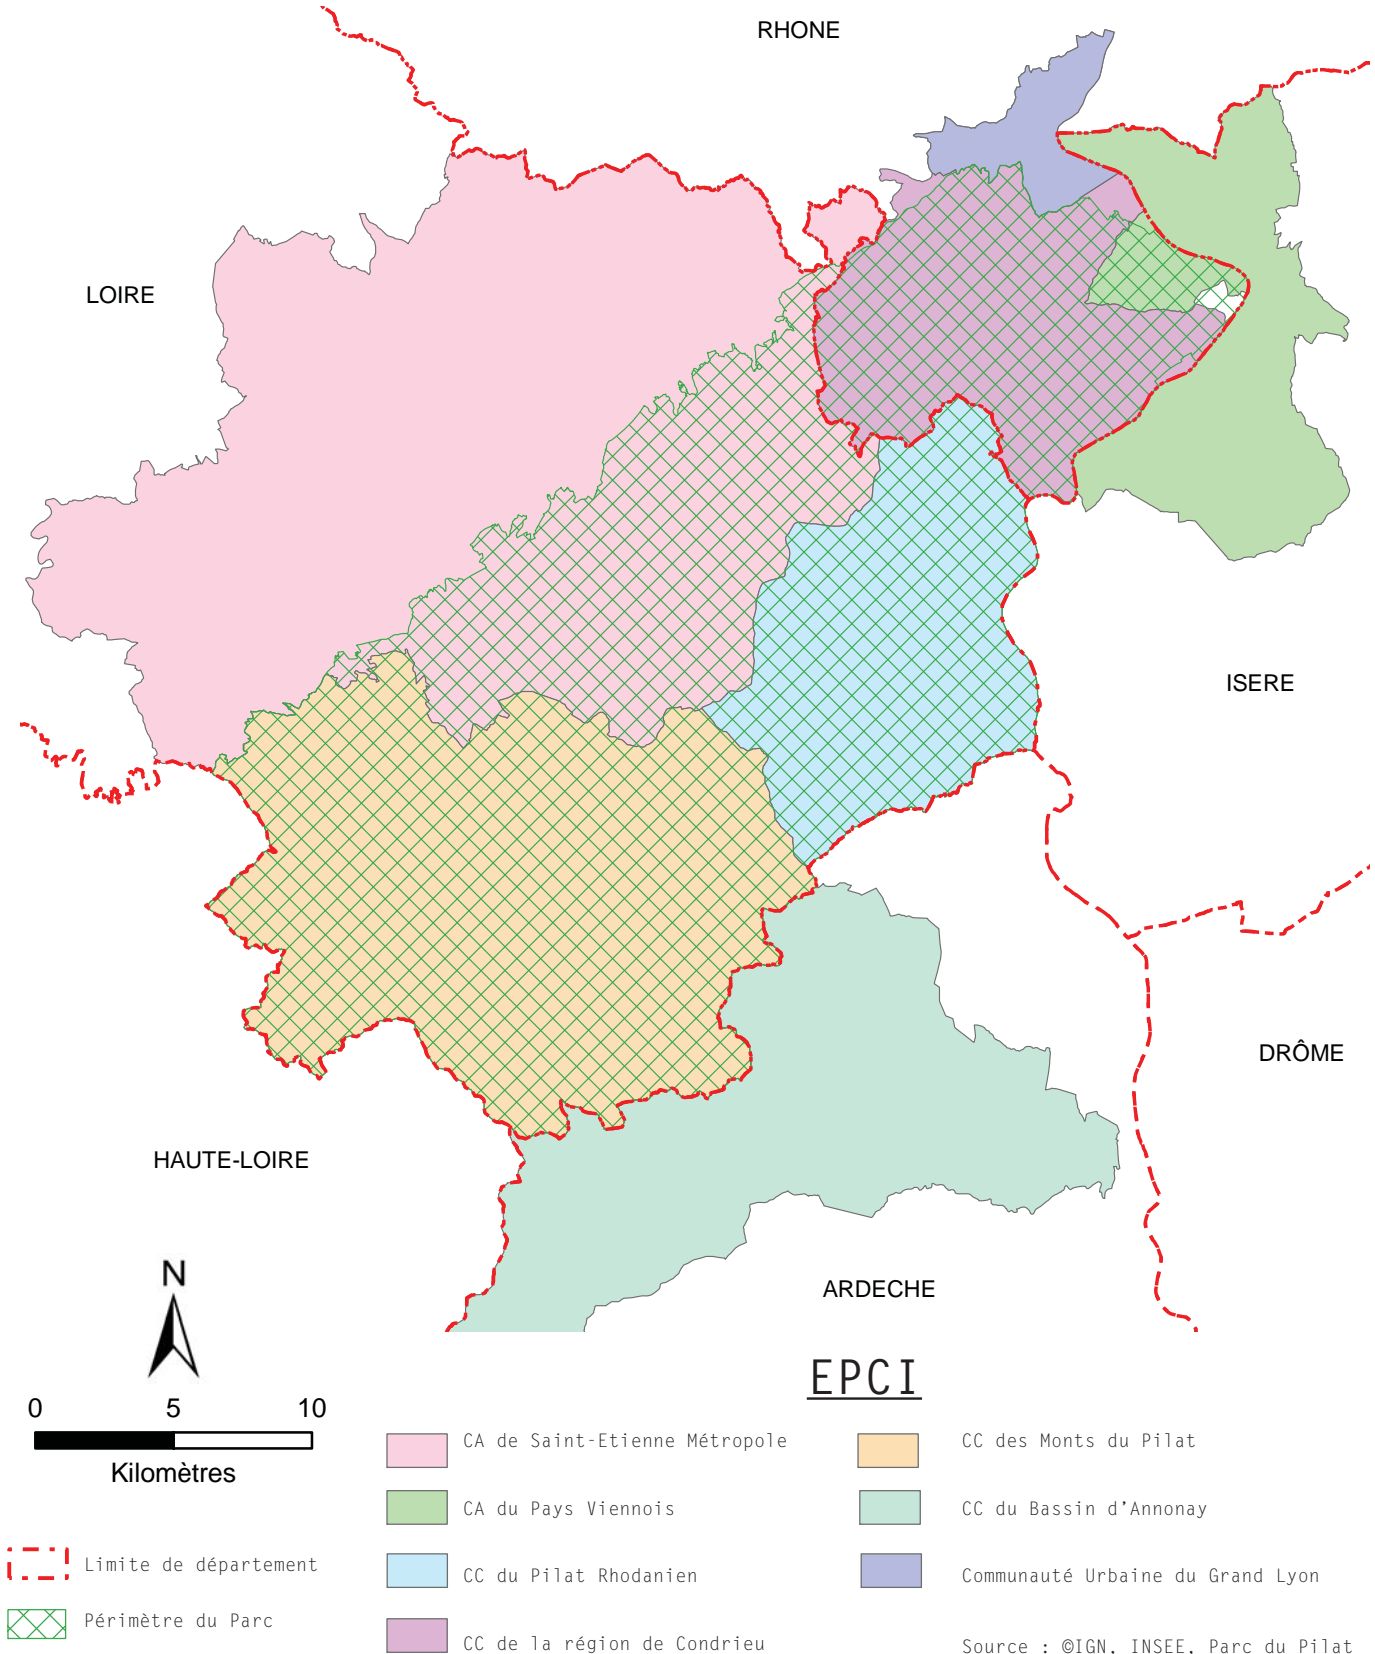 RHONE
LOIRE
ISERE
DRÔME
HAUTE-LOIRE
ARDECHE
N
0 5 10
Kilomètres
Limite de département
Périmètre du Parc
EPCI
CA de Saint-Etienne Métropole
CA du Pays Viennois
CC du Pilat Rhodanien
CC de la région de Condrieu
CC des Monts du Pilat
CC du Bassin d'Annonay
Communauté Urbaine du Grand Lyon
Source : ©IGN, INSEE, Parc du Pilat